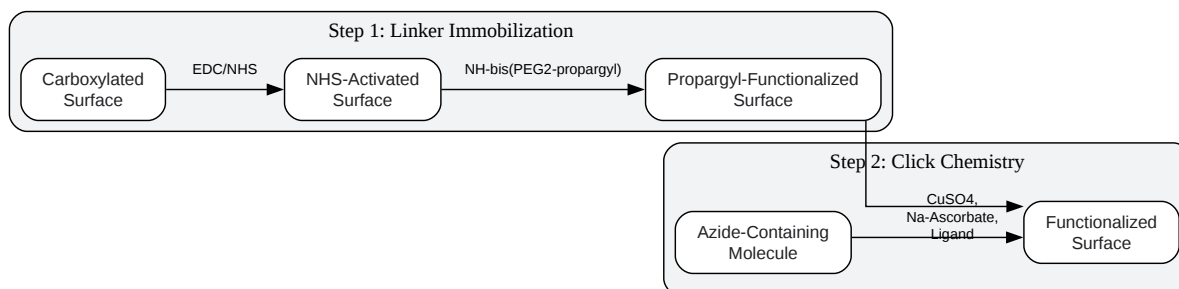 Step 1: Linker Immobilization
Carboxylated
Surface
EDC/NHS
NHS-Activated
Surface
NH-bis(PEG2-propargyl)
Propargyl-Functionalized
Surface
Step 2: Click Chemistry
Azide-Containing
Molecule
CuSO4,
Na-Ascorbate,
Ligand
Functionalized
Surface